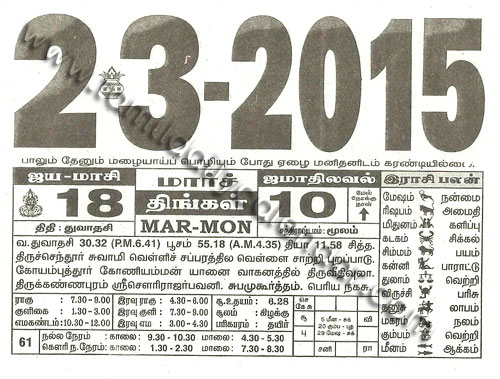 2-3-2015
பாலும் தேனும் மழையாய்ப் பொழியும் போது ஏழை மனிதனிடம் கரண்டியில்லை.
ஜய-மாசி 18
திதி : துவாதசி
மார்ச்
திங்கள்
MAR-MON
ஜமாதிலவல் 10
மேல் நோக்கு நாள்
மூலம்
வ.துவாதசி 30.32 (P.M.6.41) பூசம் 55.18 (A.M.4.35) தியா 11.58 சித்த.
திருச்செந்தூர் சுவாமி வெள்ளிச் சப்பரத்தில் வெள்ளை சாற்றி புறப்பாடு.
கோயம்புத்தூர் கோணியம்மன் யானை வாகனத்தில் திருவீதிவுலா.
திருக்கண்ணபுரம் ஸ்ரீசௌரிராஜர்பவனி. சுபமுகூர்த்தம். பெரிய நகசு.
ராகு : 7.30 - 9.00 இரவு ராகு : 4.30-6.00 சூ.உதயம் : 6.28
குளிகை : 1.30 - 3.00 இரவு குளி : 7.30-9.00 சூலம் : கிழக்கு
எமகண்டம்:10.30-12.00 இரவு எம : 3.00 - 4.30 பரிகாரம் : தயிர்
61 நல்ல நேரம்: காலை: 9.30 - 10.30 மாலை: 4.30 - 5.30
கௌரி ந.நேரம்: காலை: 1.30 - 2.30 மாலை: 7.30 - 8.30
5 மீன - சுக்
20 கும்ப - புத
29 மேஷ - சுக்
சனி
ரா
இராசி பலன்
மேஷம் நன்மை
ரிஷபம் அமைதி
மிதுனம் களிப்பு
கடகம் சிக்கல்
சிம்மம் பயம்
கன்னி பாராட்டு
துலாம் வெற்றி
விருச்சி பரிசு
தனுசு லாபம்
மகரம் நலம்
கும்பம் வெற்றி
மீனம் ஆக்கம்